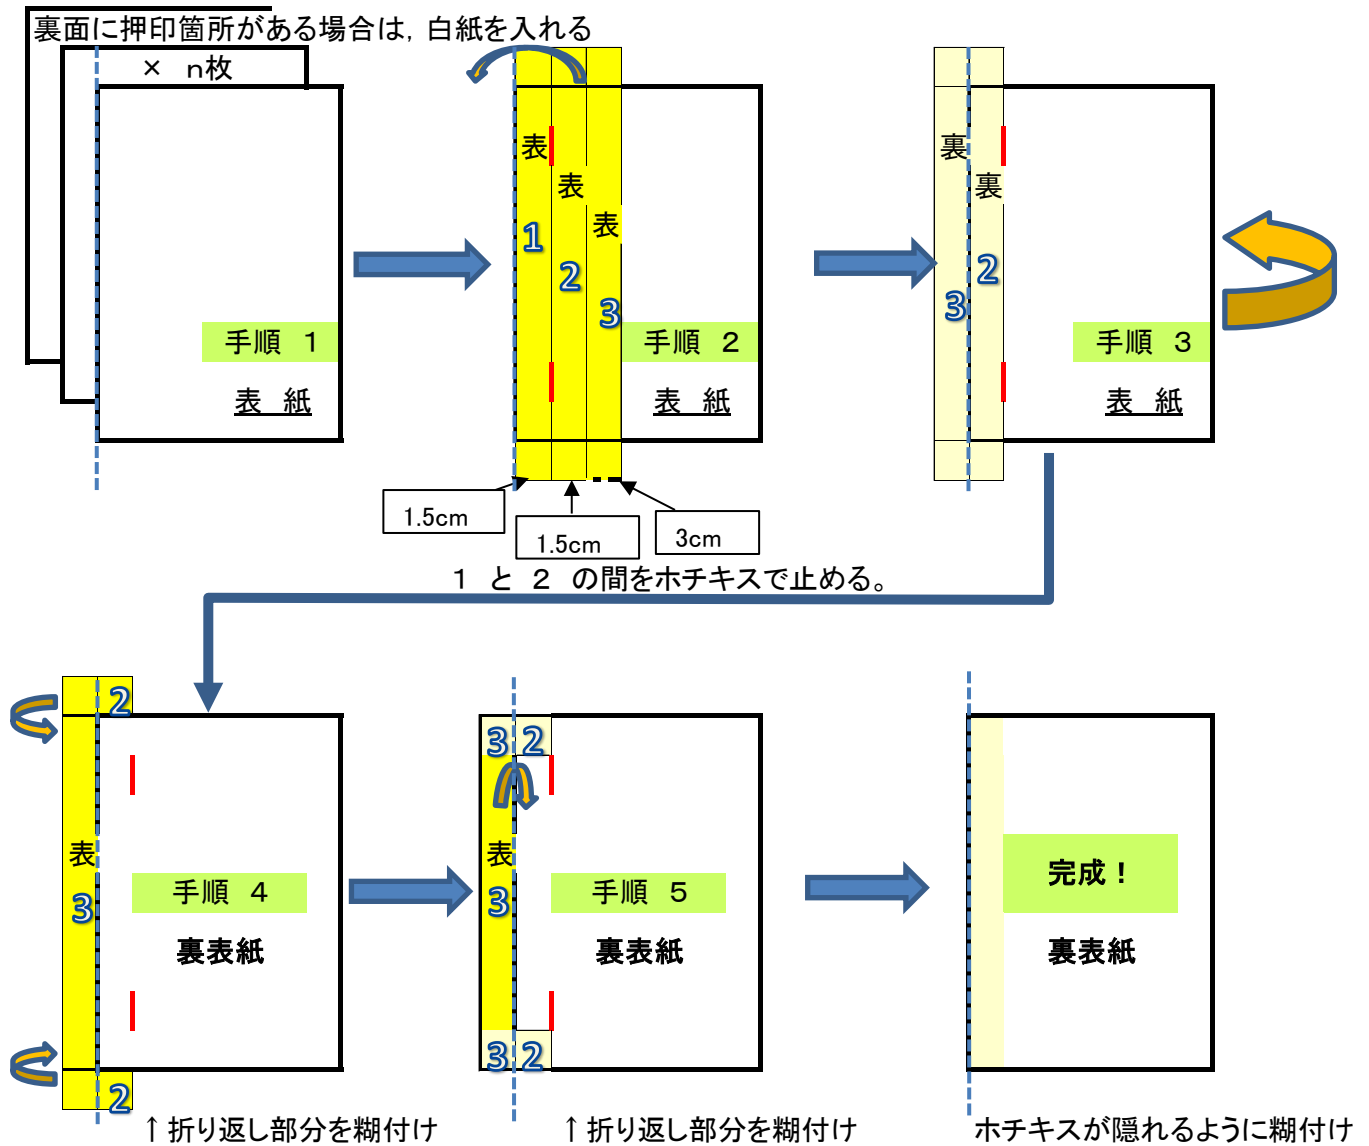 裏面に押印箇所がある場合は，白紙を入れる
× n枚
手順 1
表 紙
表
表
表
1
2
3
手順 2
表 紙
1.5cm
1.5cm
3cm
裏
裏
2
3
手順 3
表 紙
1 と 2 の間をホチキスで止める。
2
表
3
手順 4
裏表紙
2
↑折り返し部分を糊付け
3 2
表
3
手順 5
裏表紙
3 2
↑折り返し部分を糊付け
完成！
裏表紙
ホチキスが隠れるように糊付け